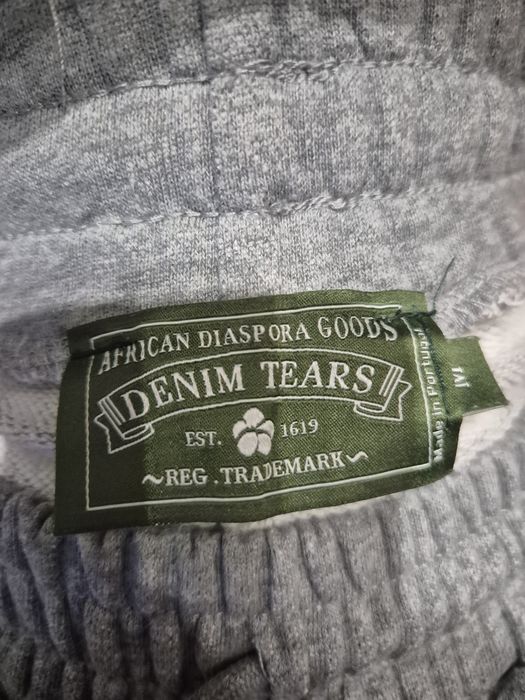 AFRICAN DIASPORA GOODS
DENIM TEARS
EST. 1619
~REG . TRADEMARK~
Made in Portugal
M